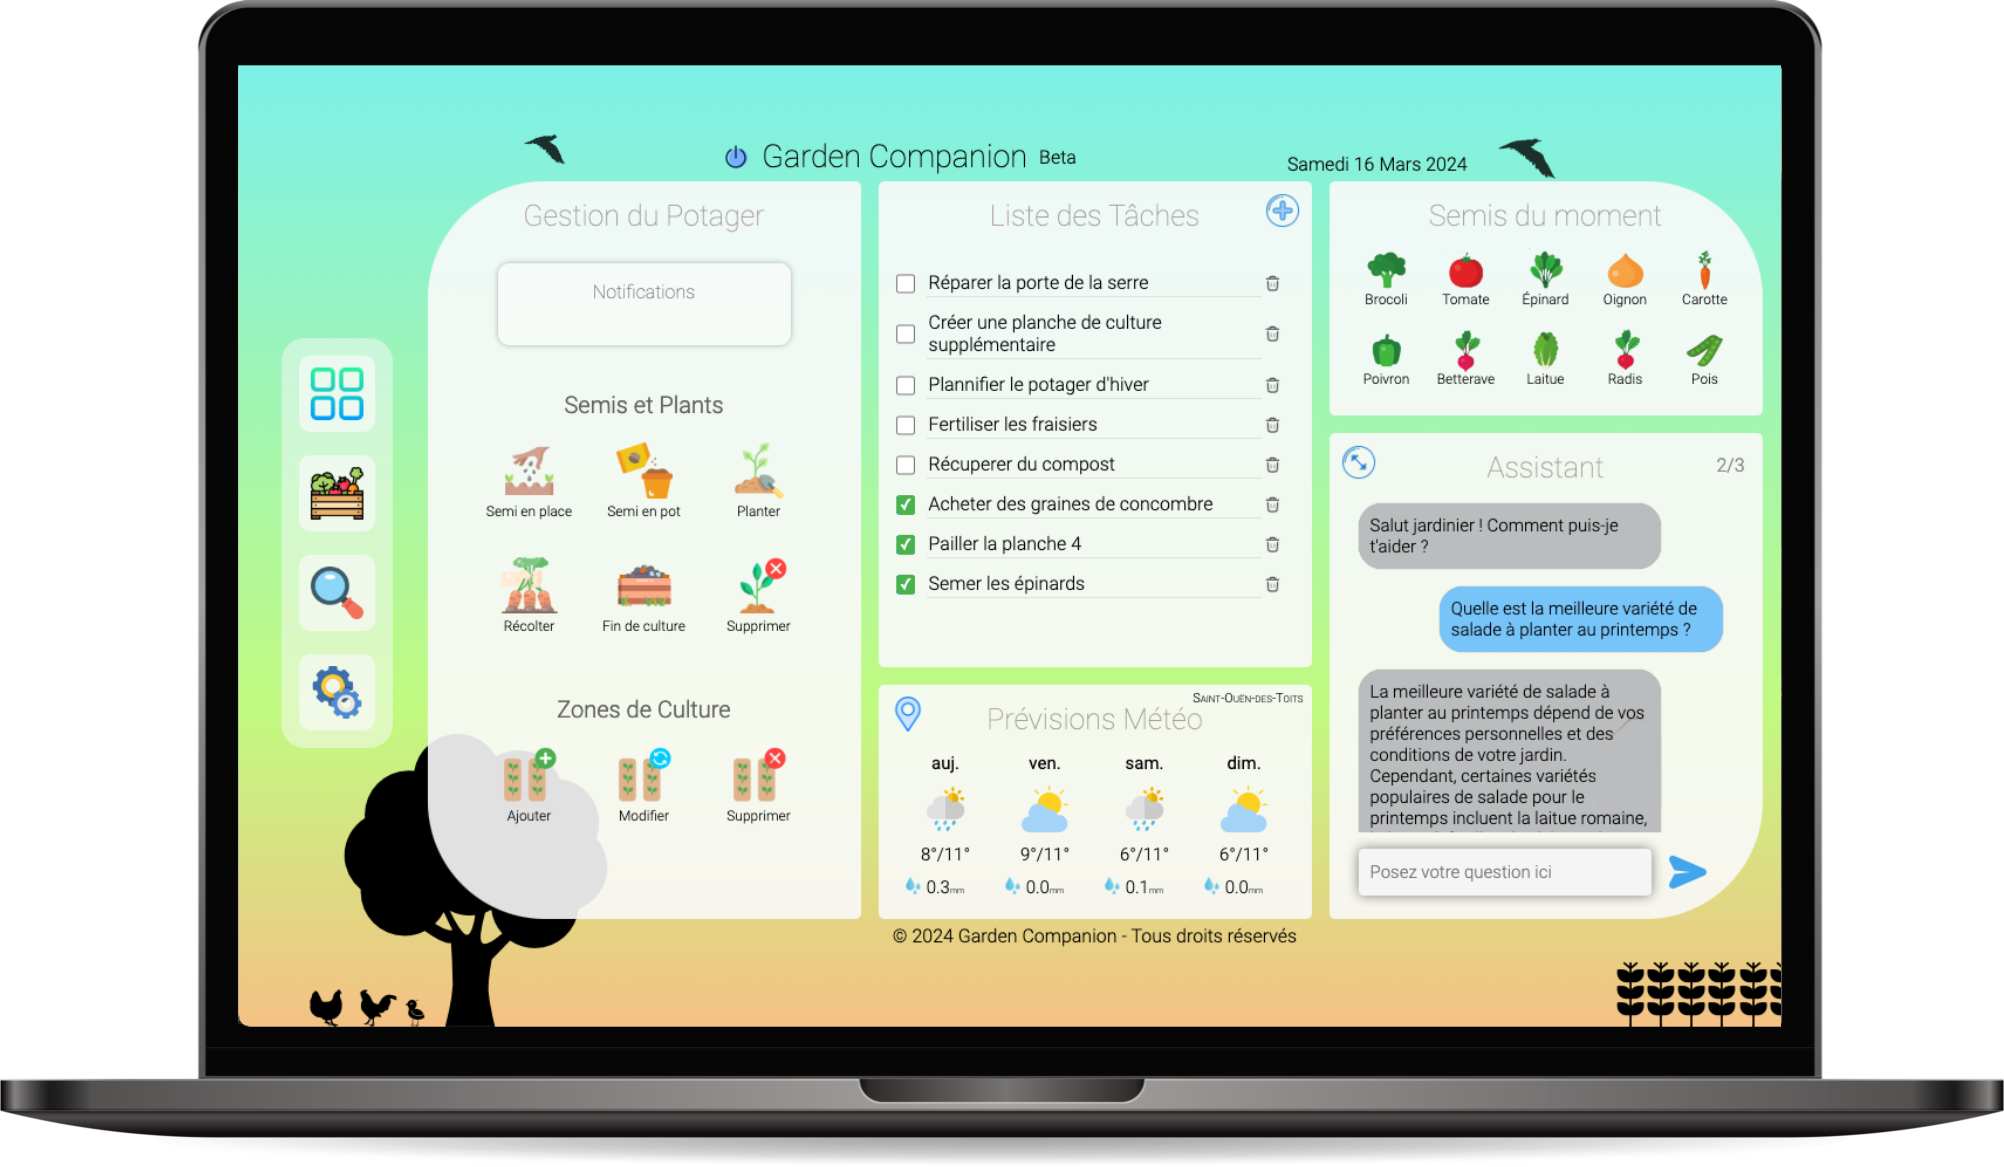 Garden Companion Beta
Samedi 16 Mars 2024
Gestion du Potager
Notifications
Semis et Plants
Semi en place
Semi en pot
Planter
Récolter
Fin de culture
Supprimer
Zones de Culture
Ajouter
Modifier
Supprimer
Liste des Tâches
Réparer la porte de la serre
Créer une planche de culture
supplémentaire
Plannifier le potager d'hiver
Fertiliser les fraisiers
Récuperer du compost
Acheter des graines de concombre
Pailler la planche 4
Semer les épinards
Saint-Ouën-des-Toits
Prévisions Météo
auj. ven. sam. dim.
8°/11° 9°/11° 6°/11° 6°/11°
0.3mm 0.0mm 0.1mm 0.0mm
Semis du moment
Brocoli Tomate Épinard Oignon Carotte
Poivron Betterave Laitue Radis Pois
Assistant 2/3
Salut jardinier ! Comment puis-je
t'aider ?
Quelle est la meilleure variété de
salade à planter au printemps ?
La meilleure variété de salade à
planter au printemps dépend de vos
préférences personnelles et des
conditions de votre jardin.
Cependant, certaines variétés
populaires de salade pour le
printemps incluent la laitue romaine,
Posez votre question ici
© 2024 Garden Companion - Tous droits réservés